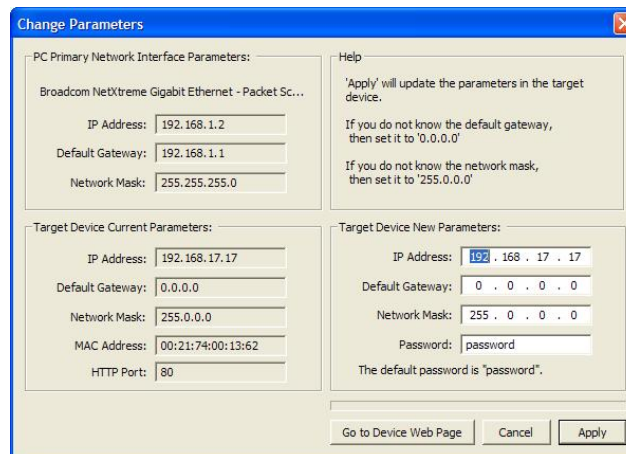 Change Parameters
PC Primary Network Interface Parameters:
Broadcom NetXtreme Gigabit Ethernet - Packet Sc...
IP Address: 192.168.1.2
Default Gateway: 192.168.1.1
Network Mask: 255.255.255.0
Help
'Apply' will update the parameters in the target
device.
If you do not know the default gateway,
then set it to '0.0.0.0'
If you do not know the network mask,
then set it to '255.0.0.0'
Target Device Current Parameters:
IP Address: 192.168.17.17
Default Gateway: 0.0.0.0
Network Mask: 255.0.0.0
MAC Address: 00:21:74:00:13:62
HTTP Port: 80
Target Device New Parameters:
IP Address: 192 . 168 . 17 . 17
Default Gateway: 0 . 0 . 0 . 0
Network Mask: 255 . 0 . 0 . 0
Password: password
The default password is "password".
Go to Device Web Page
Cancel
Apply